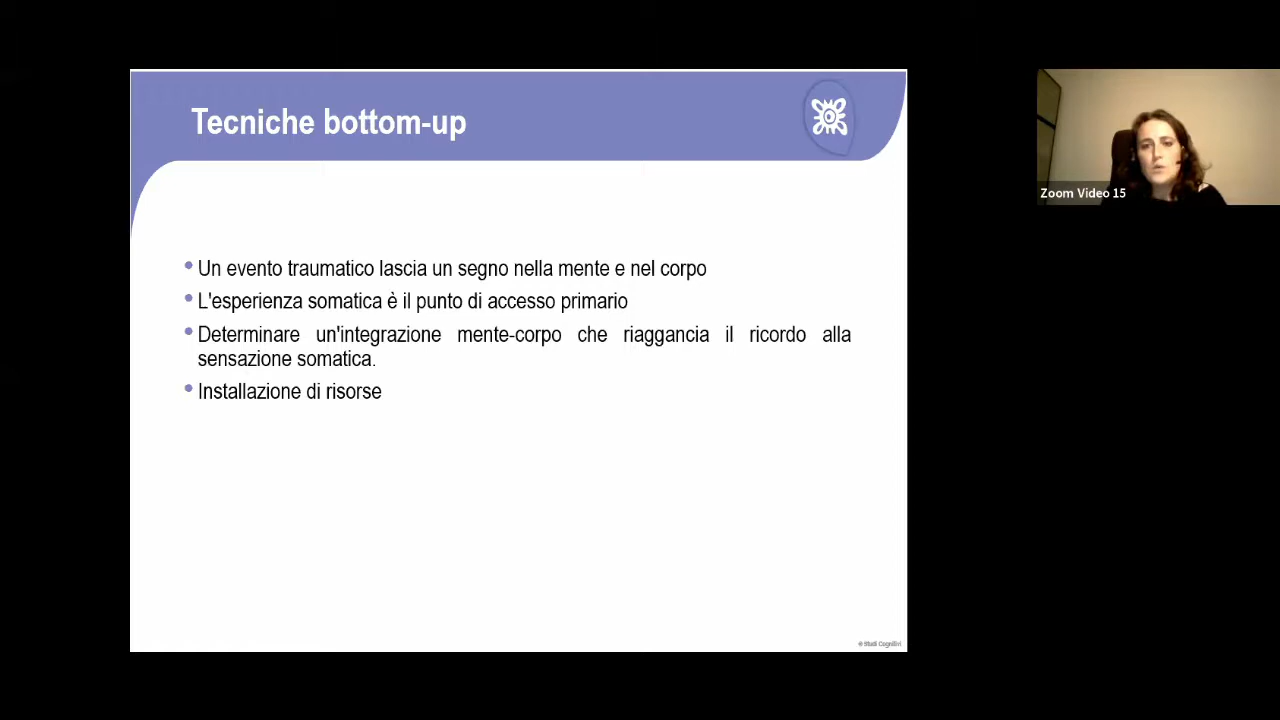 Tecniche bottom-up
Zoom Video 15
Un evento traumatico lascia un segno nella mente e nel corpo
L'esperienza somatica è il punto di accesso primario
Determinare un'integrazione mente-corpo che riaggancia il ricordo alla
sensazione somatica.
Installazione di risorse
© Studi Cognitivi